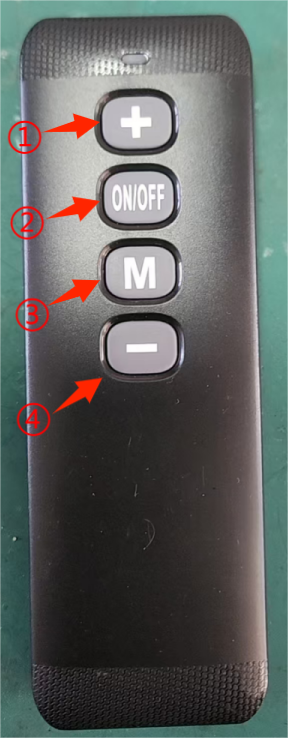 ① +
② ON/OFF
③ M
−
④